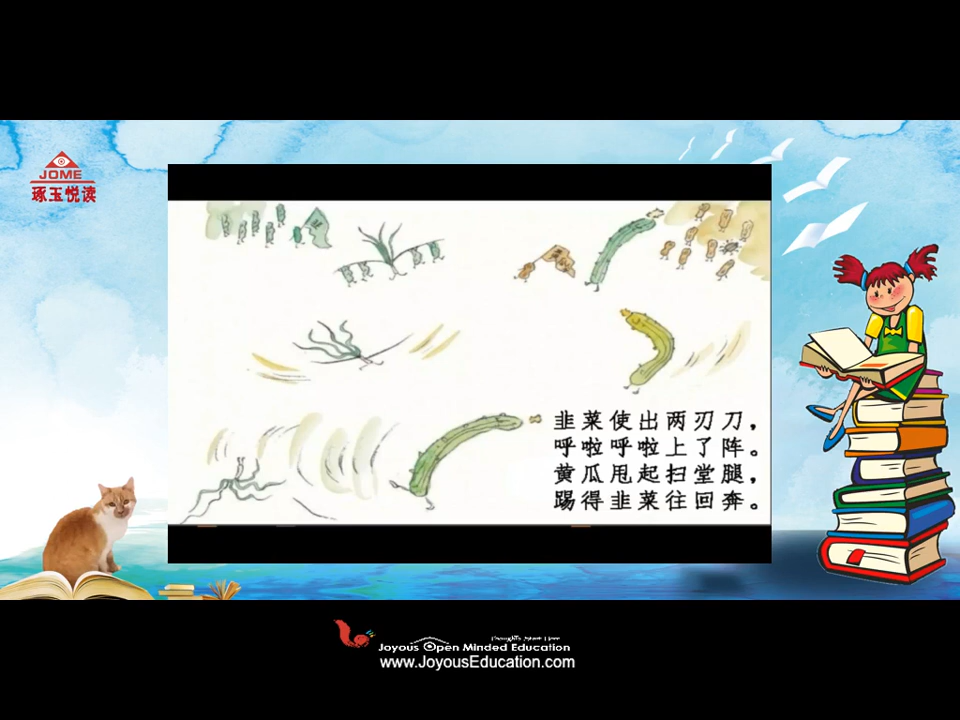 JOME
琢玉悦读
韭菜使出两刃刀，
呼啦呼啦上了阵。
黄瓜甩起扫堂腿，
踢得韭菜往回奔。
Joyous Open Minded Education
www.JoyousEducation.com